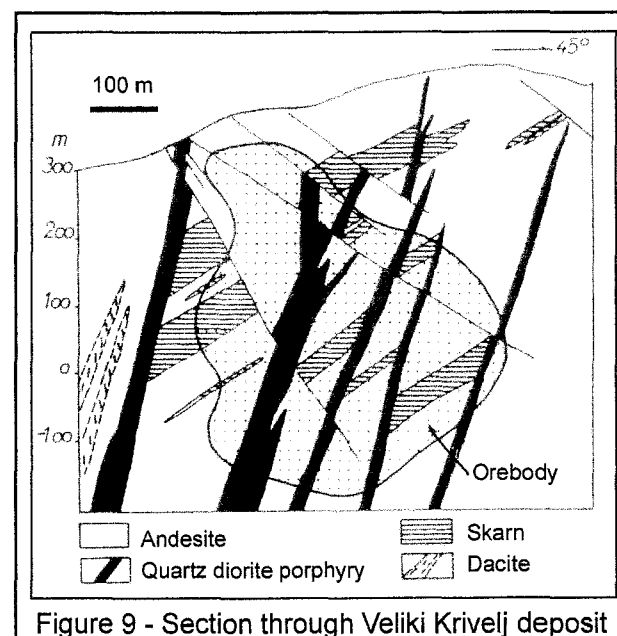 45°
100 m
m
300
200
100
0
-100
Orebody
Andesite
Skarn
Quartz diorite porphyry
Dacite
Figure 9 - Section through Veliki Krivelj deposit